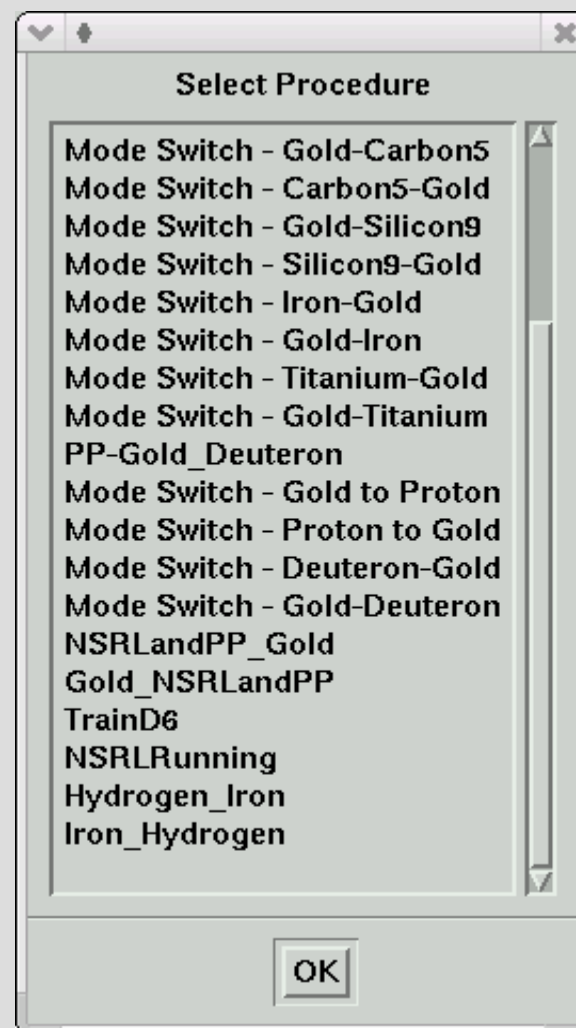 Select Procedure
Mode Switch - Gold-Carbon5
Mode Switch - Carbon5-Gold
Mode Switch - Gold-Silicon9
Mode Switch - Silicon9-Gold
Mode Switch - Iron-Gold
Mode Switch - Gold-Iron
Mode Switch - Titanium-Gold
Mode Switch - Gold-Titanium
PP-Gold_Deuteron
Mode Switch - Gold to Proton
Mode Switch - Proton to Gold
Mode Switch - Deuteron-Gold
Mode Switch - Gold-Deuteron
NSRLandPP_Gold
Gold_NSRLandPP
TrainD6
NSRLRunning
Hydrogen_Iron
Iron_Hydrogen
OK